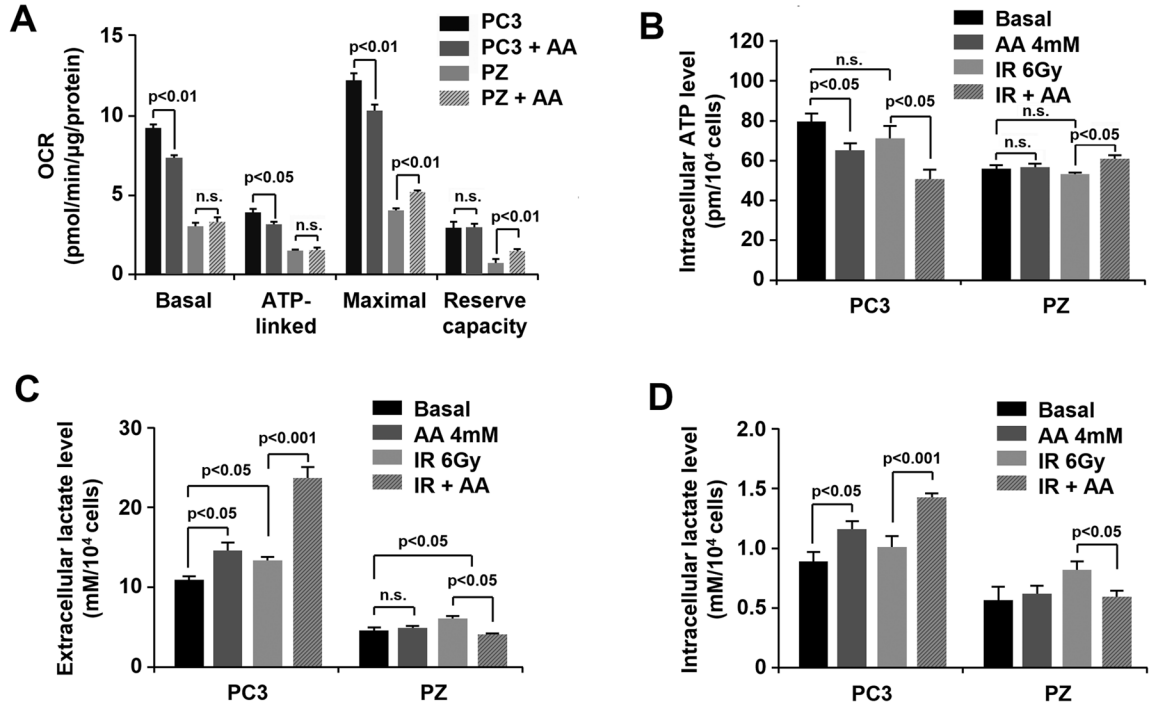 A
PC3
PC3 + AA
PZ
PZ + AA
OCR
(pmol/min/µg/protein)
15
10
5
0
p<0.01
n.s.
p<0.05
n.s.
p<0.01
p<0.01
n.s.
p<0.01
Basal
ATP-
linked
Maximal
Reserve
capacity
B
Basal
AA 4mM
IR 6Gy
IR + AA
Intracellular ATP level
(pm/10⁴ cells)
120
100
80
60
40
20
0
n.s.
p<0.05
p<0.05
n.s.
n.s.
p<0.05
PC3
PZ
C
Basal
AA 4mM
IR 6Gy
IR + AA
Extracellular lactate level
(mM/10⁴ cells)
30
20
10
0
p<0.001
p<0.05
p<0.05
p<0.05
n.s.
p<0.05
PC3
PZ
D
Basal
AA 4mM
IR 6Gy
IR + AA
Intracellular lactate level
(mM/10⁴ cells)
2.0
1.5
1.0
0.5
0
p<0.05
p<0.001
p<0.05
PC3
PZ